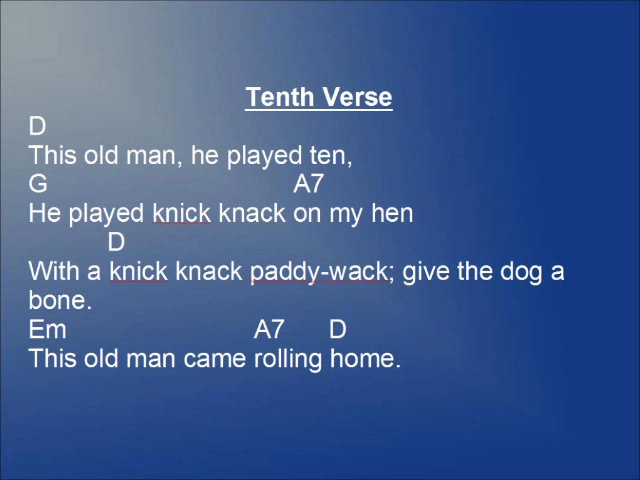 Tenth Verse
D
This old man, he played ten,
G A7
He played knick knack on my hen
D
With a knick knack paddy-wack; give the dog a
bone.
Em A7 D
This old man came rolling home.